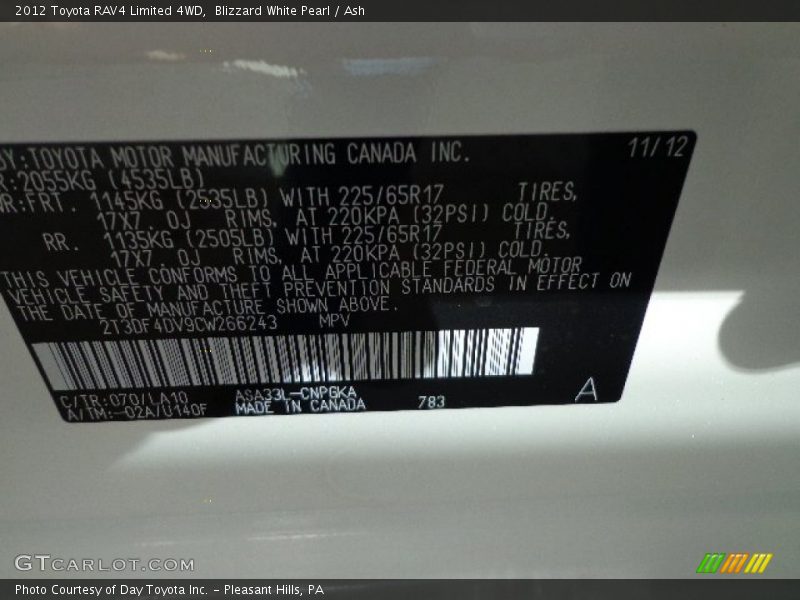 2012 Toyota RAV4 Limited 4WD,  Blizzard White Pearl / Ash
BY:TOYOTA MOTOR MANUFACTURING CANADA INC. 11/12
R:2055KG (4535LB)
WR:FRT. 1145KG (2535LB) WITH 225/65R17 TIRES,
17X7.0J RIMS, AT 220KPA (32PSI) COLD.
RR. 1135KG (2505LB) WITH 225/65R17 TIRES,
17X7.0J RIMS, AT 220KPA (32PSI) COLD.
THIS VEHICLE CONFORMS TO ALL APPLICABLE FEDERAL MOTOR
VEHICLE SAFETY AND THEFT PREVENTION STANDARDS IN EFFECT ON
THE DATE OF MANUFACTURE SHOWN ABOVE.
2T3DF4DV9CW266243 MPV
C/TR:070/LA10 ASA33L-CNPGKA
A/TM:-02A/U140F MADE IN CANADA 783 A
GTCARLOT.COM
Photo Courtesy of Day Toyota Inc. – Pleasant Hills, PA